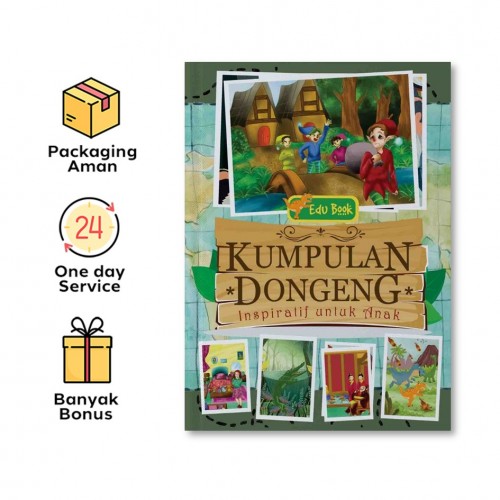 Packaging
Aman
24
One day
Service
Banyak
Bonus
Edu Book
KUMPULAN
*DONGENG*
Inspiratif untuk Anak